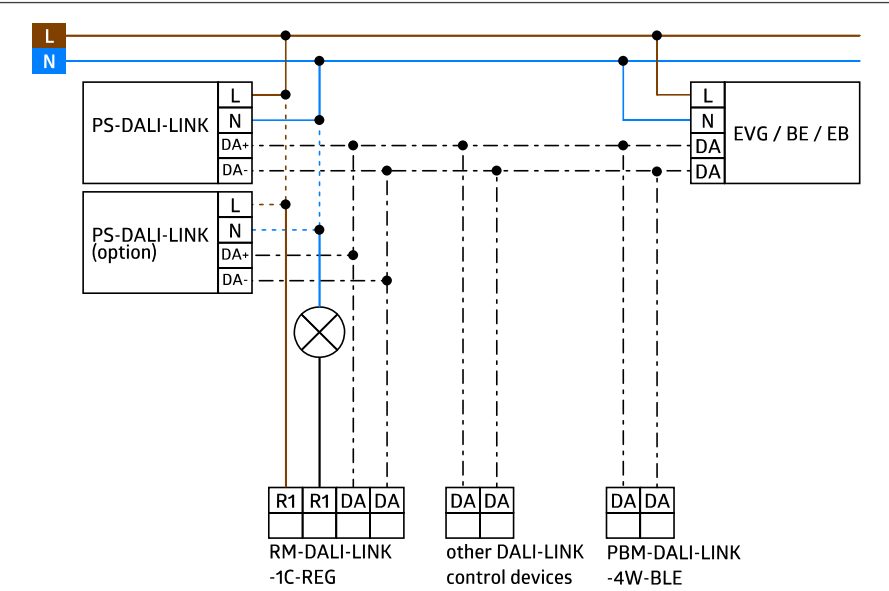 L
N
PS-DALI-LINK
L
N
DA+
DA-
PS-DALI-LINK
(option)
L
N
DA+
DA-
L
N
DA
DA
EVG / BE / EB
R1 R1 DA DA
RM-DALI-LINK
-1C-REG
DA DA
other DALI-LINK
control devices
DA DA
PBM-DALI-LINK
-4W-BLE